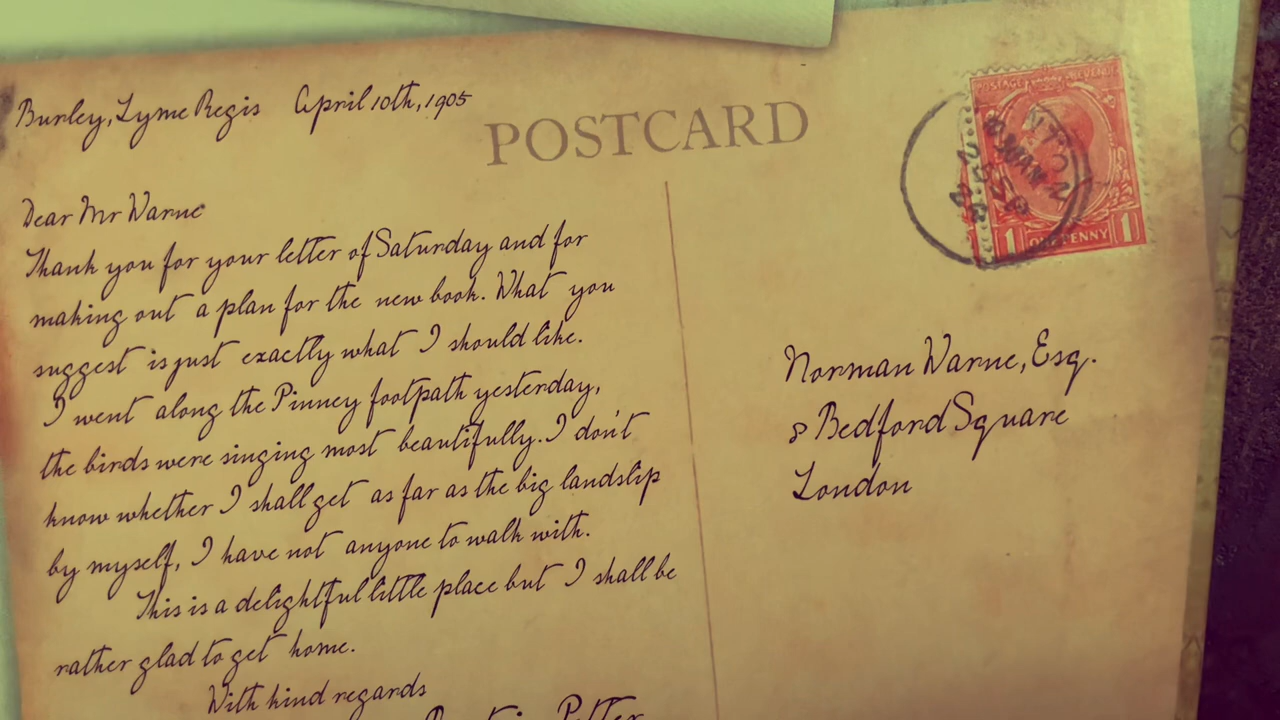 Burley, Lyme Regis April 10th, 1905
POSTCARD
Dear Mr Warne
Thank you for your letter of Saturday and for
making out a plan for the new book. What you
suggest is just exactly what I should like.
I went along the Pinney footpath yesterday,
the birds were singing most beautifully. I don't
know whether I shall get as far as the big landslip
by myself, I have not anyone to walk with.
This is a delightful little place but I shall be
rather glad to get home.
With kind regards
Potter
POSTAGE REVENUE
1 ONE PENNY 1
Norman Warne, Esq.
8 Bedford Square
London